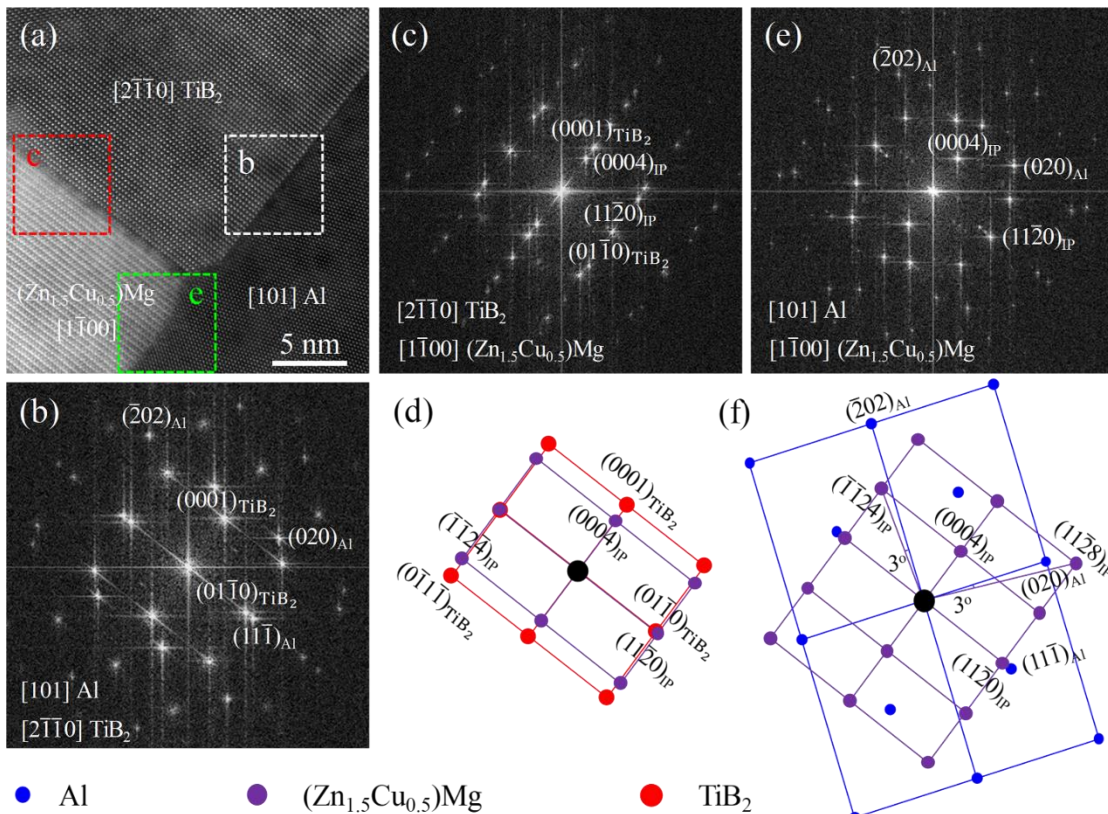 (a)
[21̅1̅0] TiB₂
c
b
(Zn₁.₅Cu₀.₅)Mg
[11̅00]
e
[101] Al
5 nm
(c)
(0001)TiB₂
(0004)IP
(112̅0)IP
(011̅0)TiB₂
[21̅1̅0] TiB₂
[11̅00] (Zn₁.₅Cu₀.₅)Mg
(e)
(2̅02)Al
(0004)IP
(020)Al
(112̅0)IP
[101] Al
[11̅00] (Zn₁.₅Cu₀.₅)Mg
(b)
(2̅02)Al
(0001)TiB₂
(020)Al
(011̅0)TiB₂
(111̅)Al
[101] Al
[21̅1̅0] TiB₂
(d)
(0001)TiB₂
(0004)IP
(1̅1̅24)IP
(01̅11̅)TiB₂
(011̅0)TiB₂
(112̅0)IP
(f)
(2̅02)Al
(1̅1̅24)IP
(0004)IP
(112̅8)IP
3°
(020)Al
3°
(111̅)Al
(112̅0)IP
Al
(Zn₁.₅Cu₀.₅)Mg
TiB₂